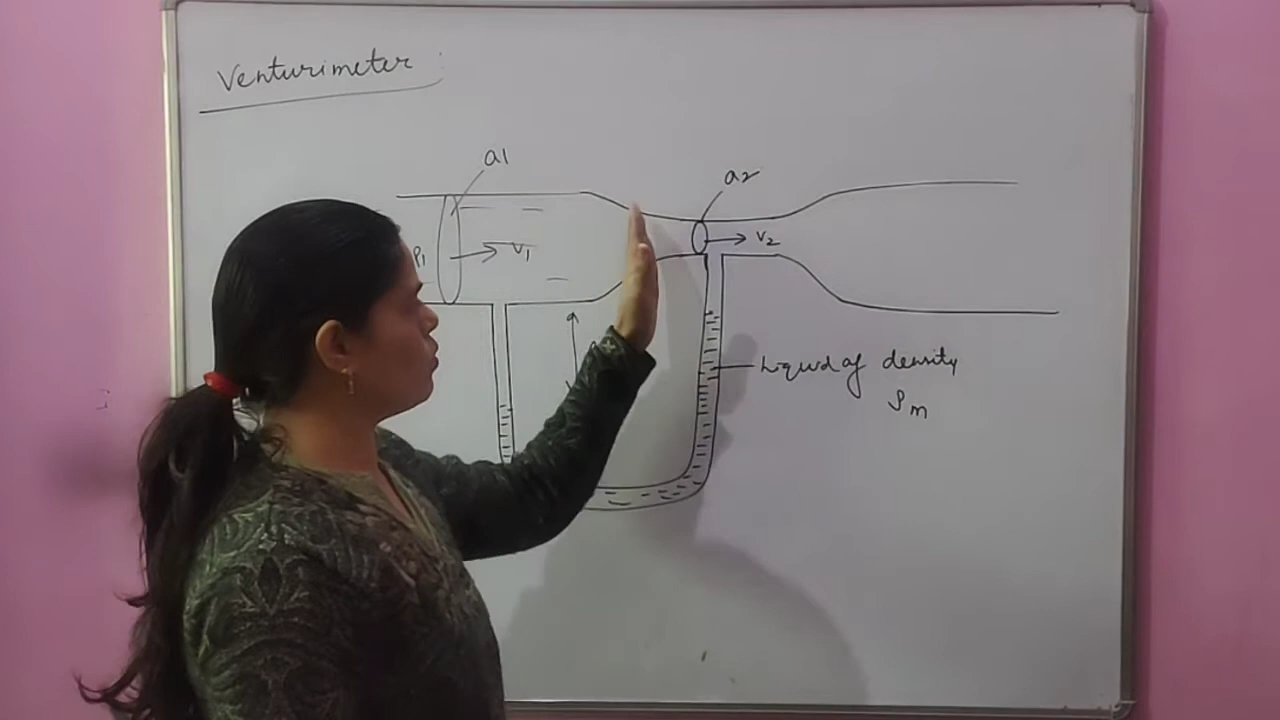 Venturimeter
a1
a2
P1
v1
v2
Liquid of density
ρm